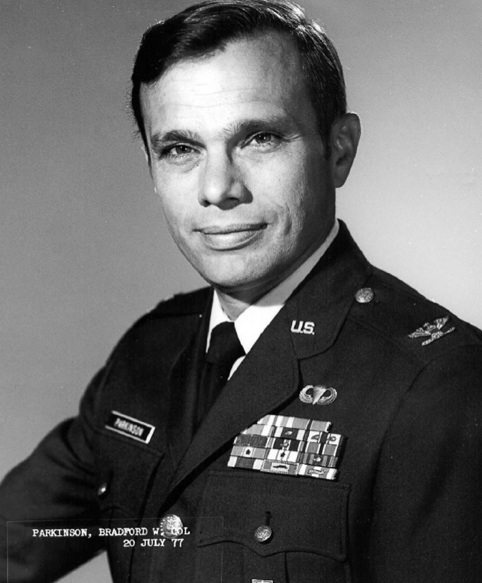 U.S.
PARKINSON
PARKINSON, BRADFORD W. COL
20 JULY 77